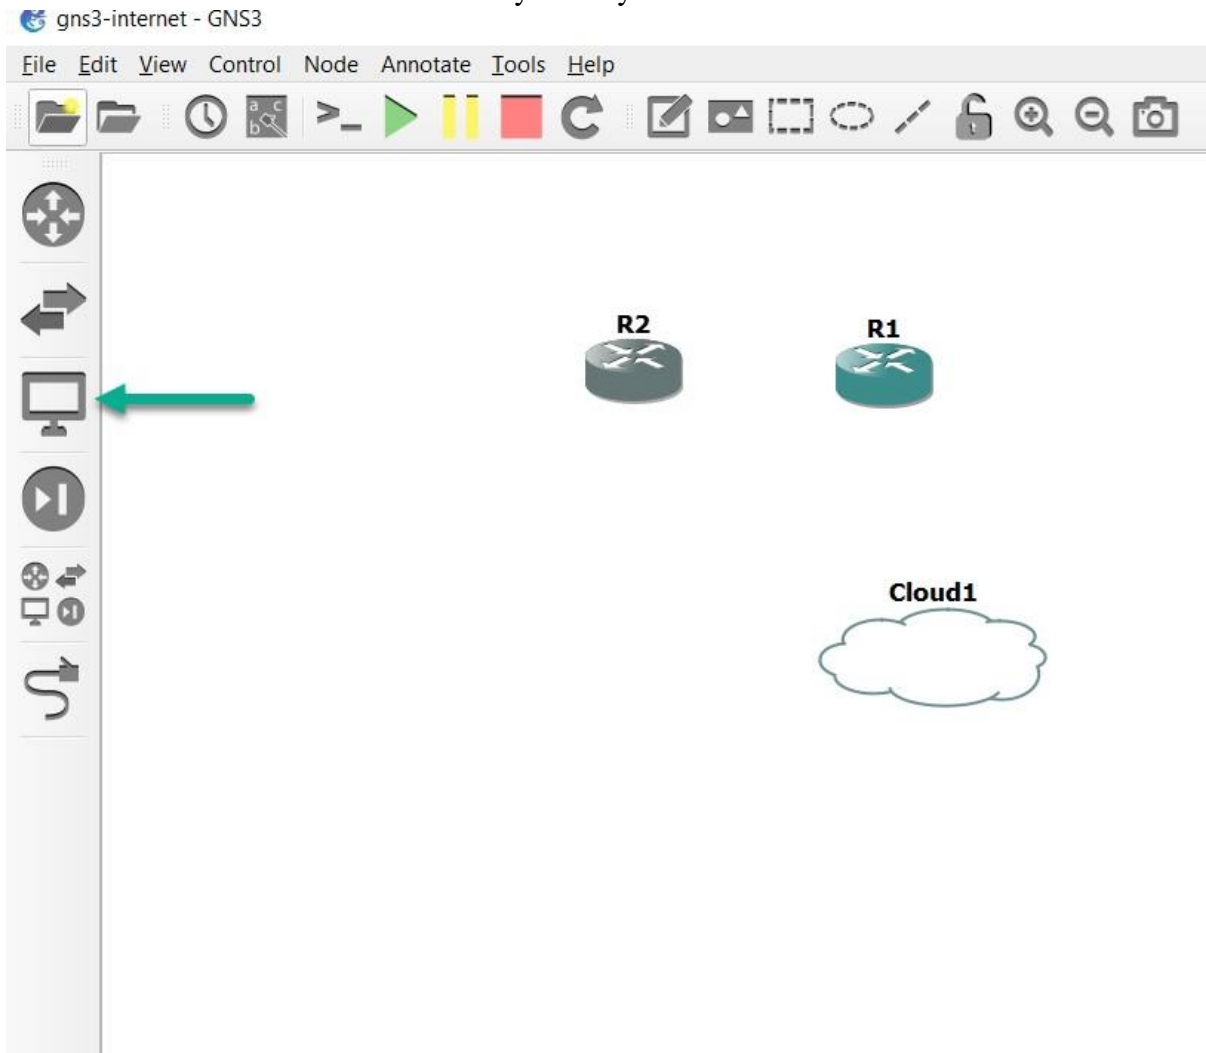 gns3-internet - GNS3
File Edit View Control Node Annotate Tools Help
a c
b
>_
R2
R1
Cloud1